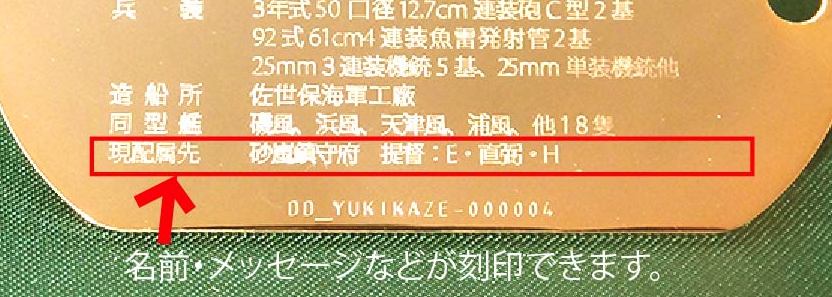 兵装 3年式50口径12.7cm連装砲C型2基
92式61cm4連装魚雷発射管2基
25mm3連装機銃5基、25mm単装機銃他
造船所 佐世保海軍工廠
同型艦 磯風、浜風、天津風、浦風、他18隻
現配属先 砂嵐鎮守府 提督：E・直弼・H
DD_YUKIKAZE-000004
名前・メッセージなどが刻印できます。